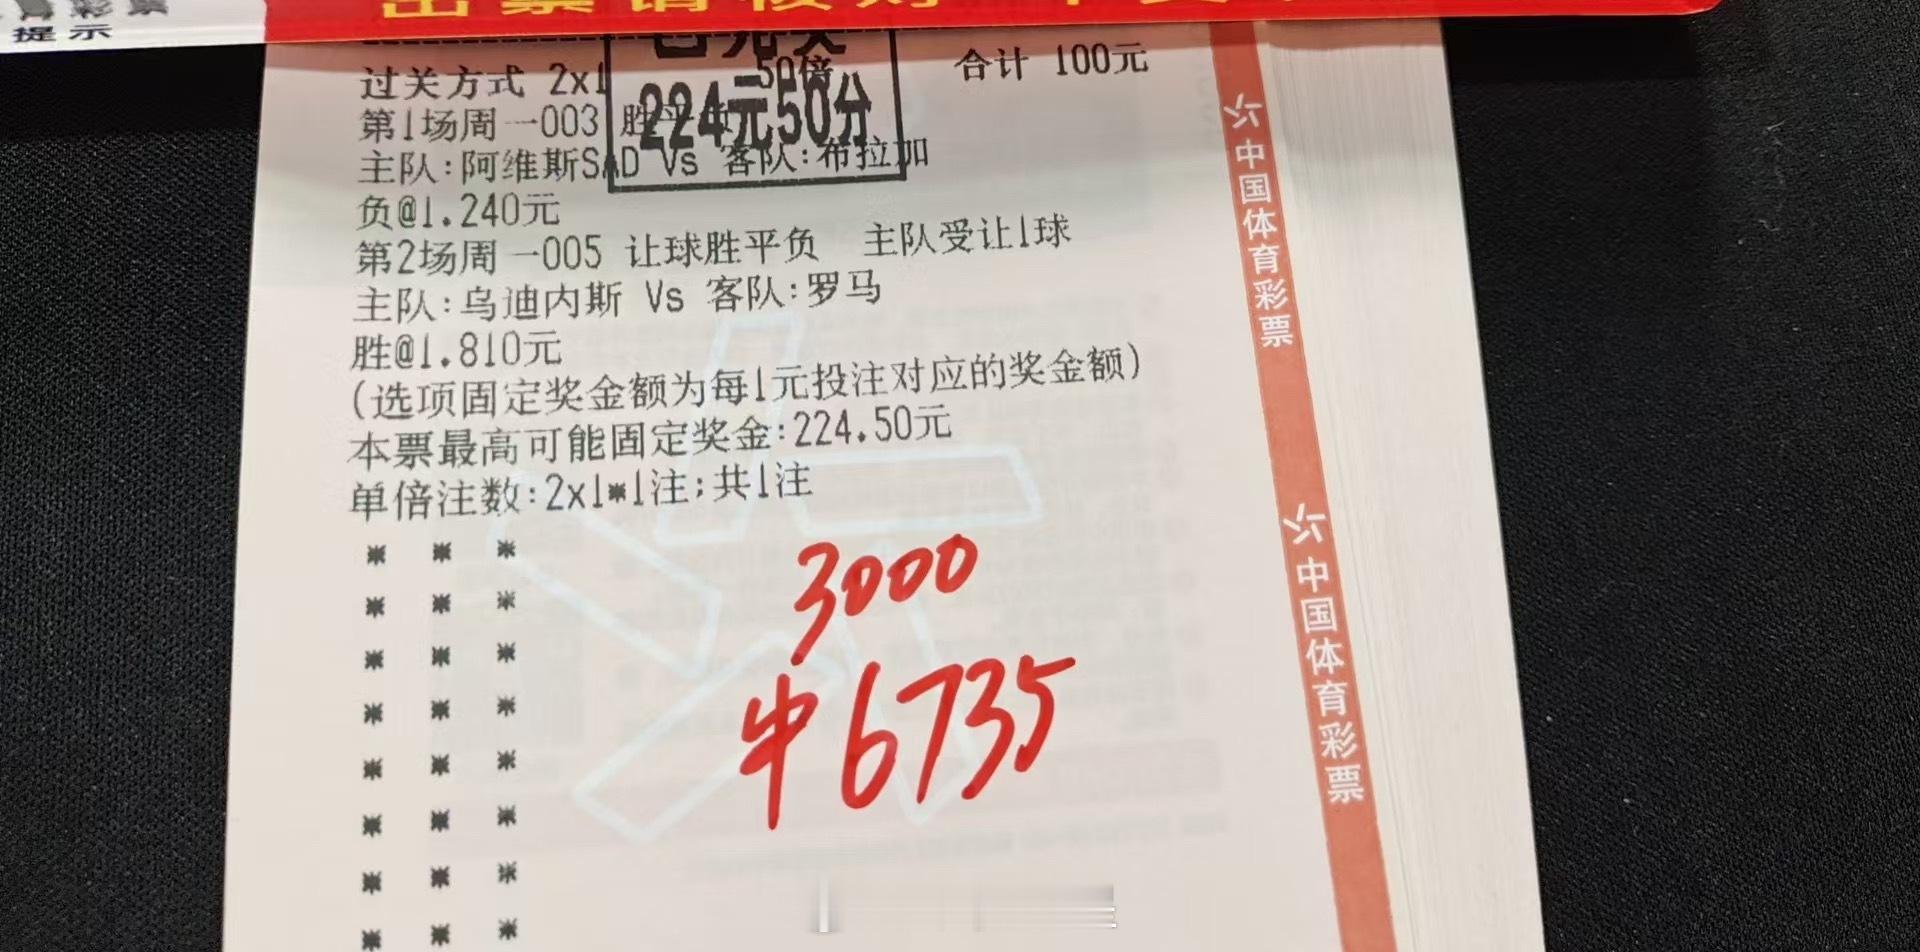 提示
过关方式 2x1
50倍
合计 100元
224元50分
第1场周一003 胜平
主队:阿维斯SAD Vs 客队:布拉加
负@1.240元
第2场周一005 让球胜平负 主队受让1球
主队:乌迪内斯 Vs 客队:罗马
胜@1.810元
(选项固定奖金额为每1元投注对应的奖金额)
本票最高可能固定奖金:224.50元
单倍注数:2x1*1注;共1注
3000
中6735
中国体育彩票
中国体育彩票